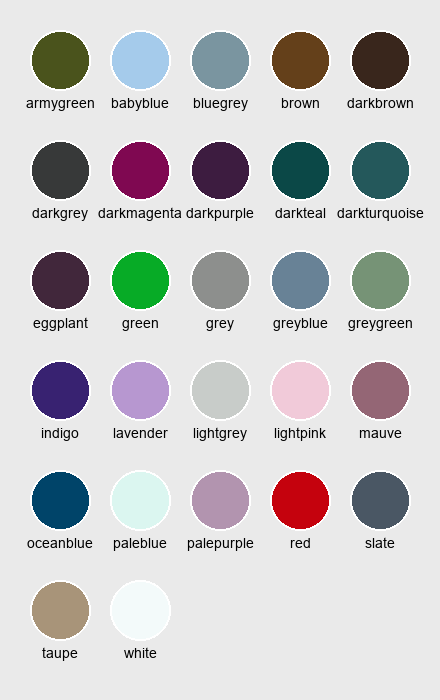 armygreen babyblue bluegrey brown darkbrown
darkgrey darkmagenta darkpurple darkteal darkturquoise
eggplant green grey greyblue greygreen
indigo lavender lightgrey lightpink mauve
oceanblue paleblue palepurple red slate
taupe white